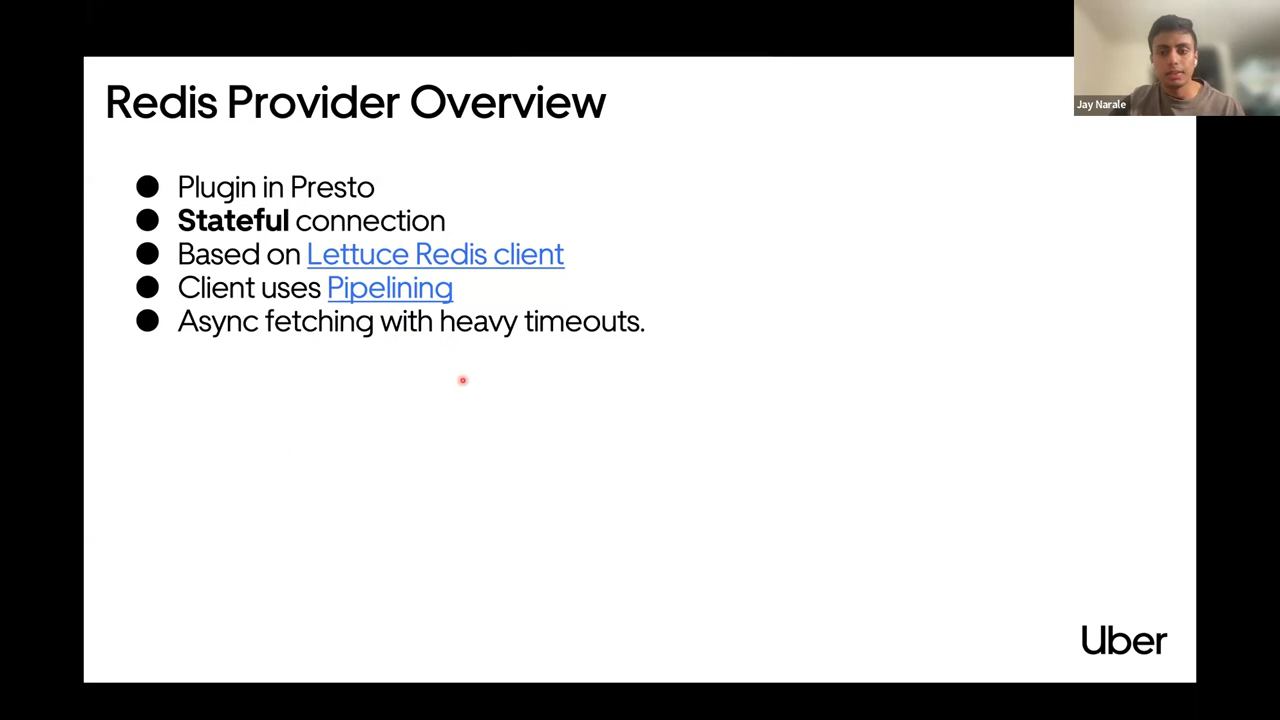 Redis Provider Overview
● Plugin in Presto
● Stateful connection
● Based on Lettuce Redis client
● Client uses Pipelining
● Async fetching with heavy timeouts.
Jay Narale
Uber